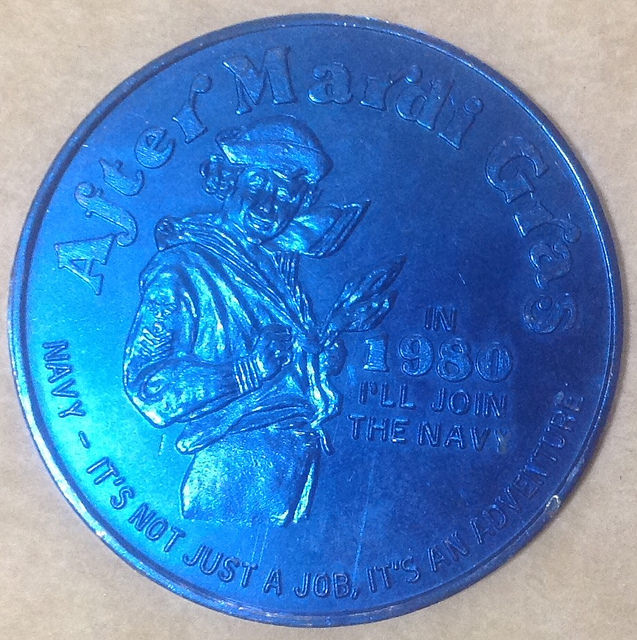 After Mardi Gras
IN
1980
I'LL JOIN
THE NAVY
NAVY - IT'S NOT JUST A JOB, IT'S AN ADVENTURE